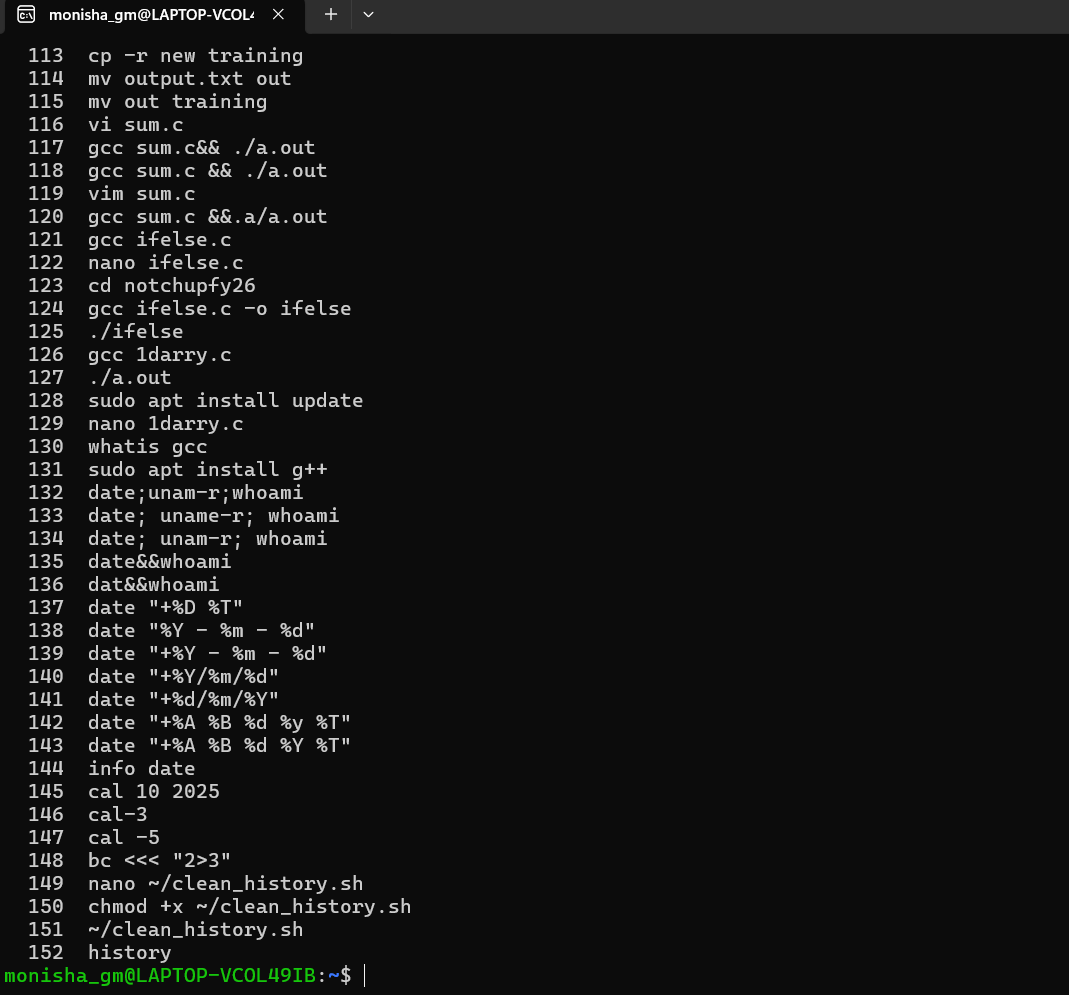 monisha_gm@LAPTOP-VCOL4
113  cp -r new training
114  mv output.txt out
115  mv out training
116  vi sum.c
117  gcc sum.c&& ./a.out
118  gcc sum.c && ./a.out
119  vim sum.c
120  gcc sum.c &&.a/a.out
121  gcc ifelse.c
122  nano ifelse.c
123  cd notchupfy26
124  gcc ifelse.c -o ifelse
125  ./ifelse
126  gcc 1darry.c
127  ./a.out
128  sudo apt install update
129  nano 1darry.c
130  whatis gcc
131  sudo apt install g++
132  date;unam-r;whoami
133  date; uname-r; whoami
134  date; unam-r; whoami
135  date&&whoami
136  dat&&whoami
137  date "+%D %T"
138  date "%Y - %m - %d"
139  date "+%Y - %m - %d"
140  date "+%Y/%m/%d"
141  date "+%d/%m/%Y"
142  date "+%A %B %d %y %T"
143  date "+%A %B %d %Y %T"
144  info date
145  cal 10 2025
146  cal-3
147  cal -5
148  bc <<< "2>3"
149  nano ~/clean_history.sh
150  chmod +x ~/clean_history.sh
151  ~/clean_history.sh
152  history
monisha_gm@LAPTOP-VCOL49IB:~$